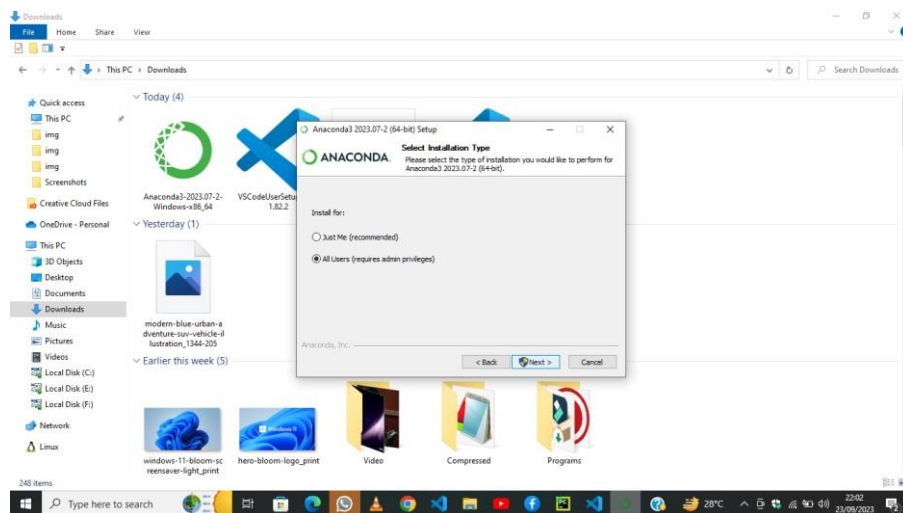 Downloads
File Home Share View
This PC › Downloads
Search Downloads
Quick access
This PC
img
img
img
Screenshots
Creative Cloud Files
OneDrive - Personal
This PC
3D Objects
Desktop
Documents
Downloads
Music
Pictures
Videos
Local Disk (C:)
Local Disk (E:)
Local Disk (F:)
Network
Linux
Today (4)
Anaconda3-2023.07-2-
Windows-x86_64
VSCodeUserSetu
1.82.2
Yesterday (1)
modern-blue-urban-a
dventure-suv-vehicle-il
lustration_1344-205
Earlier this week (5)
windows-11-bloom-sc
reensaver-light_print
Windows 11
hero-bloom-logo_print
Video
Compressed
Programs
Anaconda3 2023.07-2 (64-bit) Setup
ANACONDA.
Select Installation Type
Please select the type of installation you would like to perform for
Anaconda3 2023.07-2 (64-bit).
Install for:
Just Me (recommended)
All Users (requires admin privileges)
Anaconda, Inc.
< Back
Next >
Cancel
248 items
Type here to search
28°C
22:02
23/09/2023